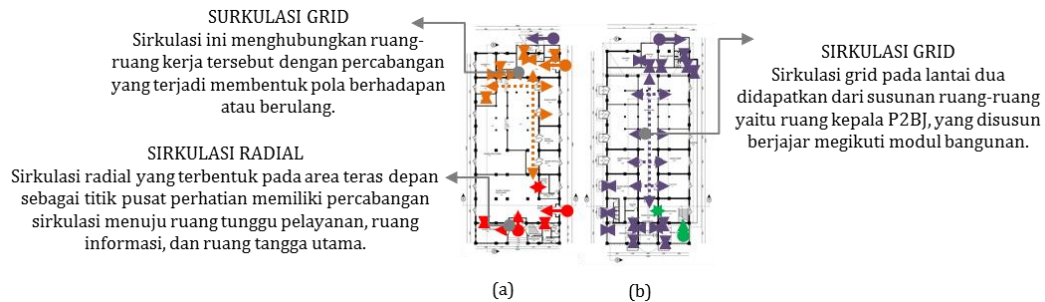 SURKULASI GRID
Sirkulasi ini menghubungkan ruang-
ruang kerja tersebut dengan percabangan
yang terjadi membentuk pola berhadapan
atau berulang.
SIRKULASI RADIAL
Sirkulasi radial yang terbentuk pada area teras depan
sebagai titik pusat perhatian memiliki percabangan
sirkulasi menuju ruang tunggu pelayanan, ruang
informasi, dan ruang tangga utama.
SIRKULASI GRID
Sirkulasi grid pada lantai dua
didapatkan dari susunan ruang-ruang
yaitu ruang kepala P2BJ, yang disusun
berjajar megikuti modul bangunan.
(a)
(b)